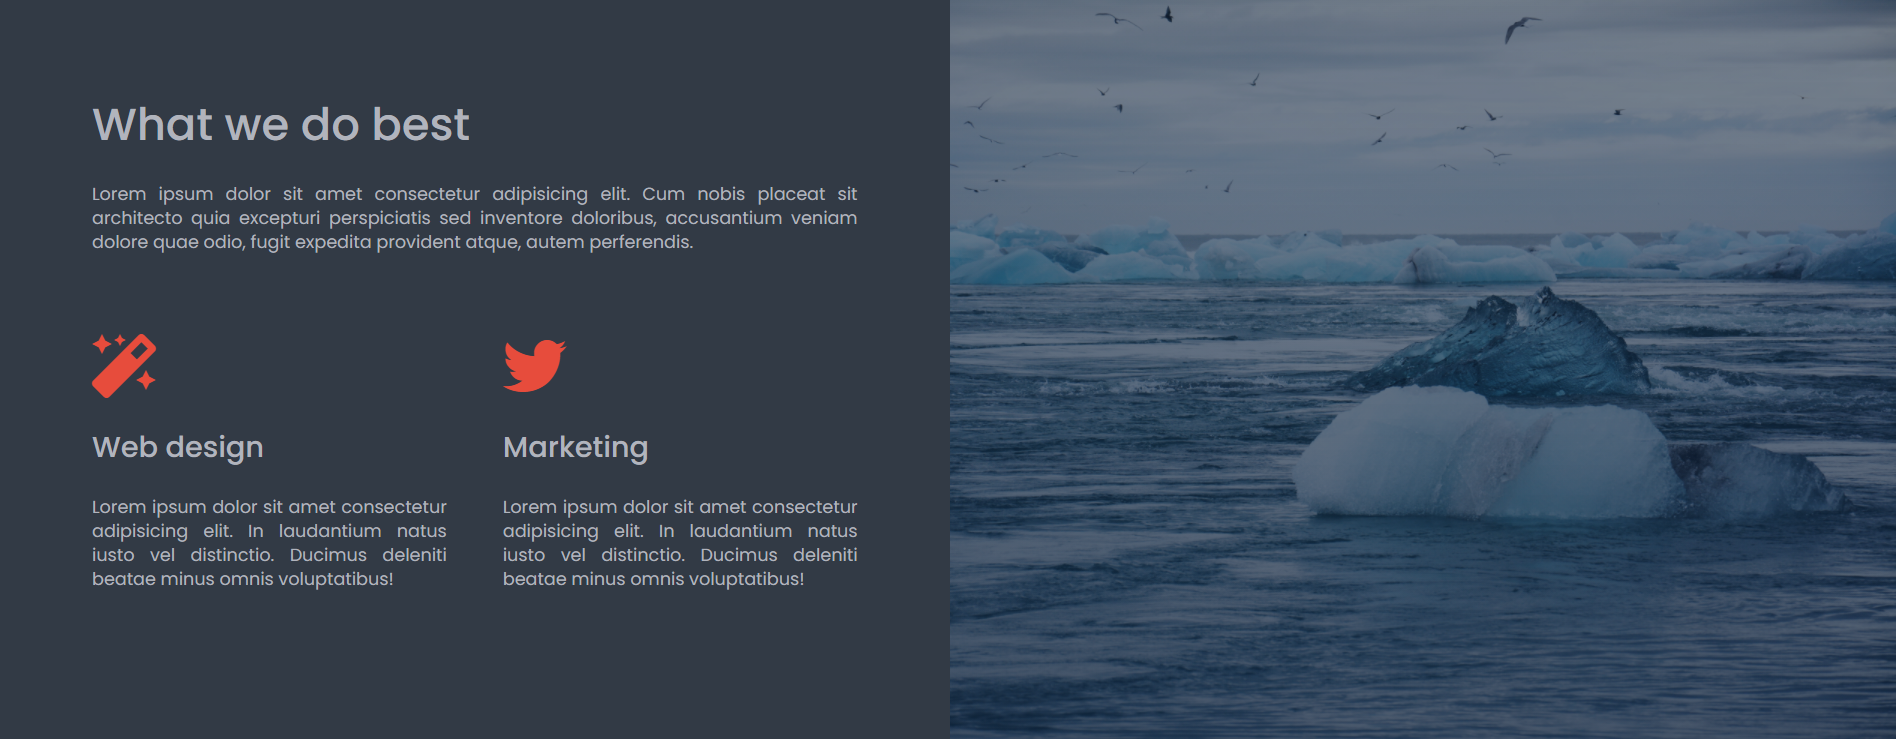 What we do best
Lorem ipsum dolor sit amet consectetur adipisicing elit. Cum nobis placeat sit
architecto quia excepturi perspiciatis sed inventore doloribus, accusantium veniam
dolore quae odio, fugit expedita provident atque, autem perferendis.
Web design
Lorem ipsum dolor sit amet consectetur
adipisicing elit. In laudantium natus
iusto vel distinctio. Ducimus deleniti
beatae minus omnis voluptatibus!
Marketing
Lorem ipsum dolor sit amet consectetur
adipisicing elit. In laudantium natus
iusto vel distinctio. Ducimus deleniti
beatae minus omnis voluptatibus!